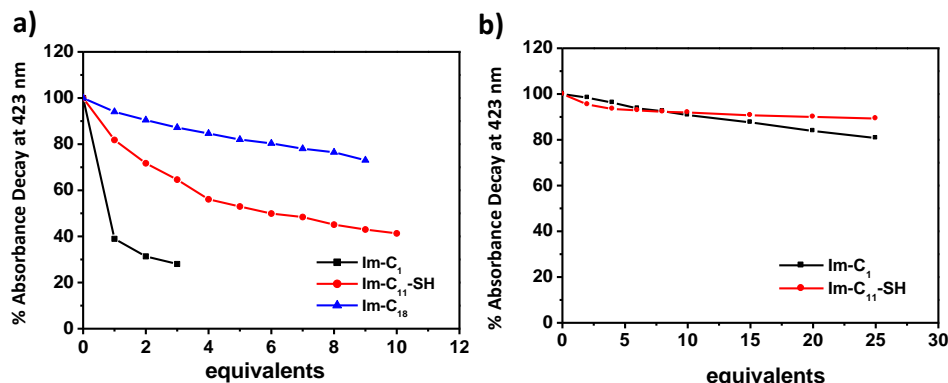 a)
% Absorbance Decay at 423 nm
120
100
80
60
40
20
0
Im-C₁
Im-C₁₁-SH
Im-C₁₈
0 2 4 6 8 10 12
equivalents
b)
% Absorbance Decay at 423 nm
120
100
80
60
40
20
0
Im-C₁
Im-C₁₁-SH
0 5 10 15 20 25 30
equivalents